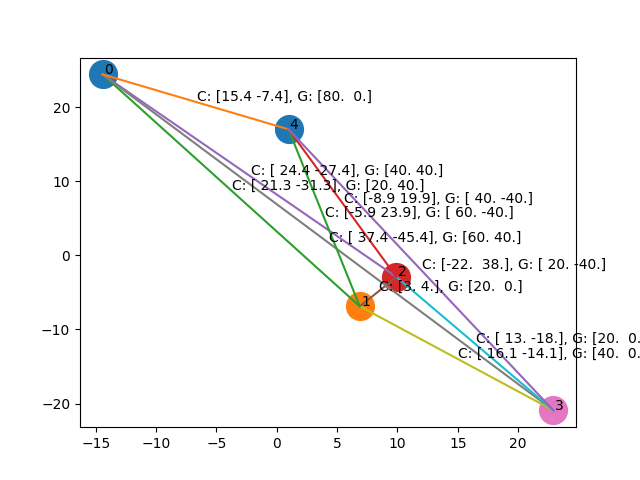 0
C: [15.4 -7.4], G: [80.  0.]
4
C: [ 24.4 -27.4], G: [40. 40.]
C: [ 21.3 -31.3], G: [20. 40.]
C: [-8.9 19.9], G: [ 40. -40.]
C: [-5.9 23.9], G: [ 60. -40.]
C: [ 37.4 -45.4], G: [60. 40.]
C: [-22.  38.], G: [ 20. -40.]
2
C: [3. 4.], G: [20.  0.]
1
C: [ 13. -18.], G: [20.  0.
C: [ 16.1 -14.1], G: [40.  0.
3
20
10
0
−10
−20
−15 −10 −5 0 5 10 15 20